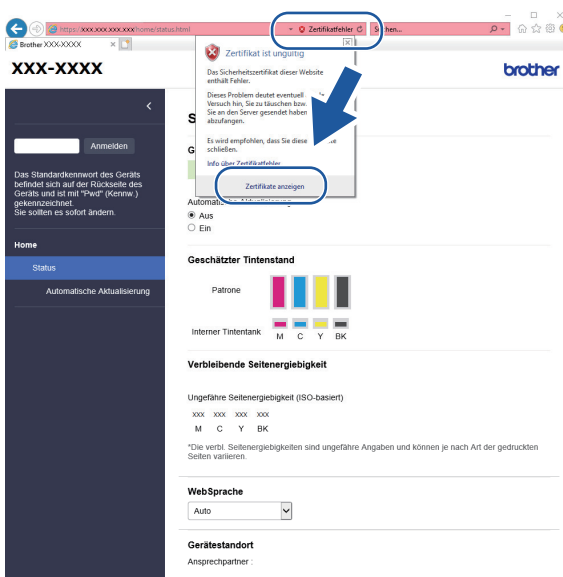 https://xxx.xxx.xxx.xxx/home/status.html
Zertifikatfehler
Brother XXX-XXXX
XXX-XXXX
brother
Zertifikat ist ungültig
Das Sicherheitszertifikat dieser Website
enthält Fehler.
Dieses Problem deutet eventuell
Versuch hin, Sie zu täuschen bzw.
Sie an den Server gesendet haben
abzufangen.
Es wird empfohlen, dass Sie diese
schließen.
Info über Zertifikatfehler
Zertifikate anzeigen
Anmelden
Das Standardkennwort des Geräts
befindet sich auf der Rückseite des
Geräts und ist mit "Pwd" (Kennw.)
gekennzeichnet.
Sie sollten es sofort ändern.
Home
Status
Automatische Aktualisierung
Automatische Aktualisierung
Aus
Ein
Geschätzter Tintenstand
Patrone
Interner Tintentank
M C Y BK
Verbleibende Seitenergiebigkeit
Ungefähre Seitenergiebigkeit (ISO-basiert)
xxx xxx xxx xxx
M C Y BK
*Die verbl. Seitenergiebigkeiten sind ungefähre Angaben und können je nach Art der gedruckten
Seiten variieren.
WebSprache
Auto
Gerätestandort
Ansprechpartner :